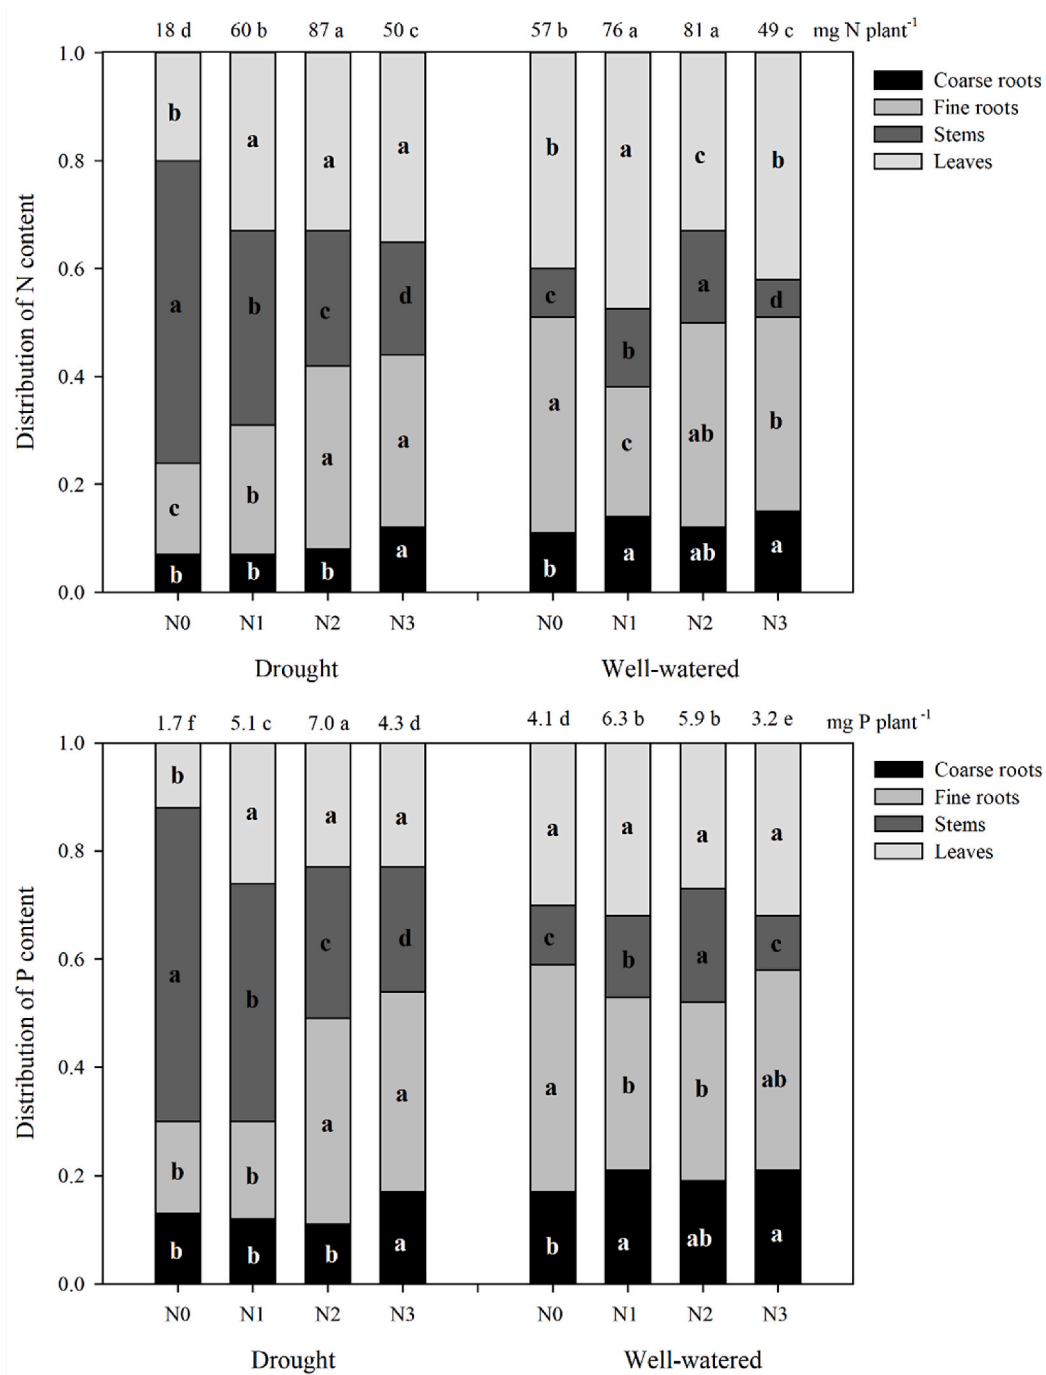 18 d 60 b 87 a 50 c 57 b 76 a 81 a 49 c mg N plant-1
1.0
Coarse roots
Fine roots
Stems
Leaves
b a a a b a c b
0.8
a b c d c b a d
0.6
Distribution of N content
0.4
c b a a a c ab b
0.2
b b b a b a ab a
0.0
N0 N1 N2 N3 N0 N1 N2 N3
Drought Well-watered
1.7 f 5.1 c 7.0 a 4.3 d 4.1 d 6.3 b 5.9 b 3.2 e mg P plant-1
1.0
Coarse roots
Fine roots
Stems
Leaves
b a a a a a a a
0.8
a b c d c b a c
0.6
Distribution of P content
0.4
b b a a a b b ab
0.2
b b b a b a ab a
0.0
N0 N1 N2 N3 N0 N1 N2 N3
Drought Well-watered